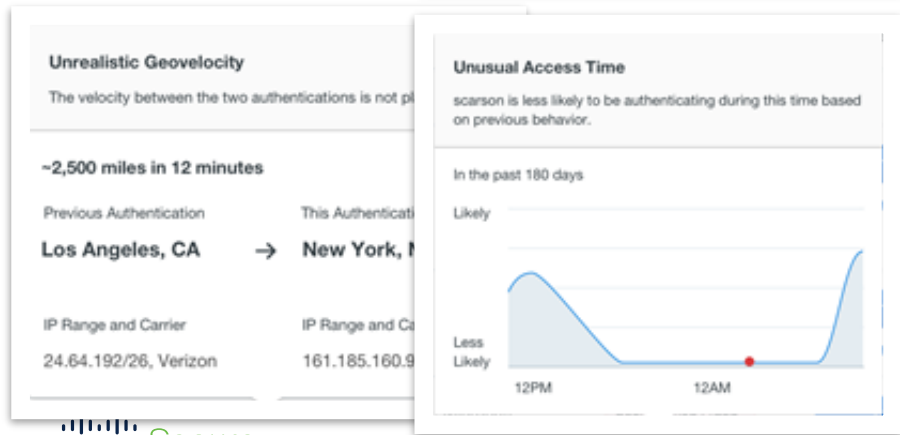 Unrealistic Geovelocity
The velocity between the two authentications is not
~2,500 miles in 12 minutes
Previous Authentication
This
Los Angeles, CA
→
New York,
IP Range and Carrier
IP Range and
24.64.192/26, Verizon
161.185.160.9
Unusual Access Time
scarson is less likely to be authenticating during this time based
on previous behavior.
In the past 180 days
Likely
Less
Likely
12PM
12AM